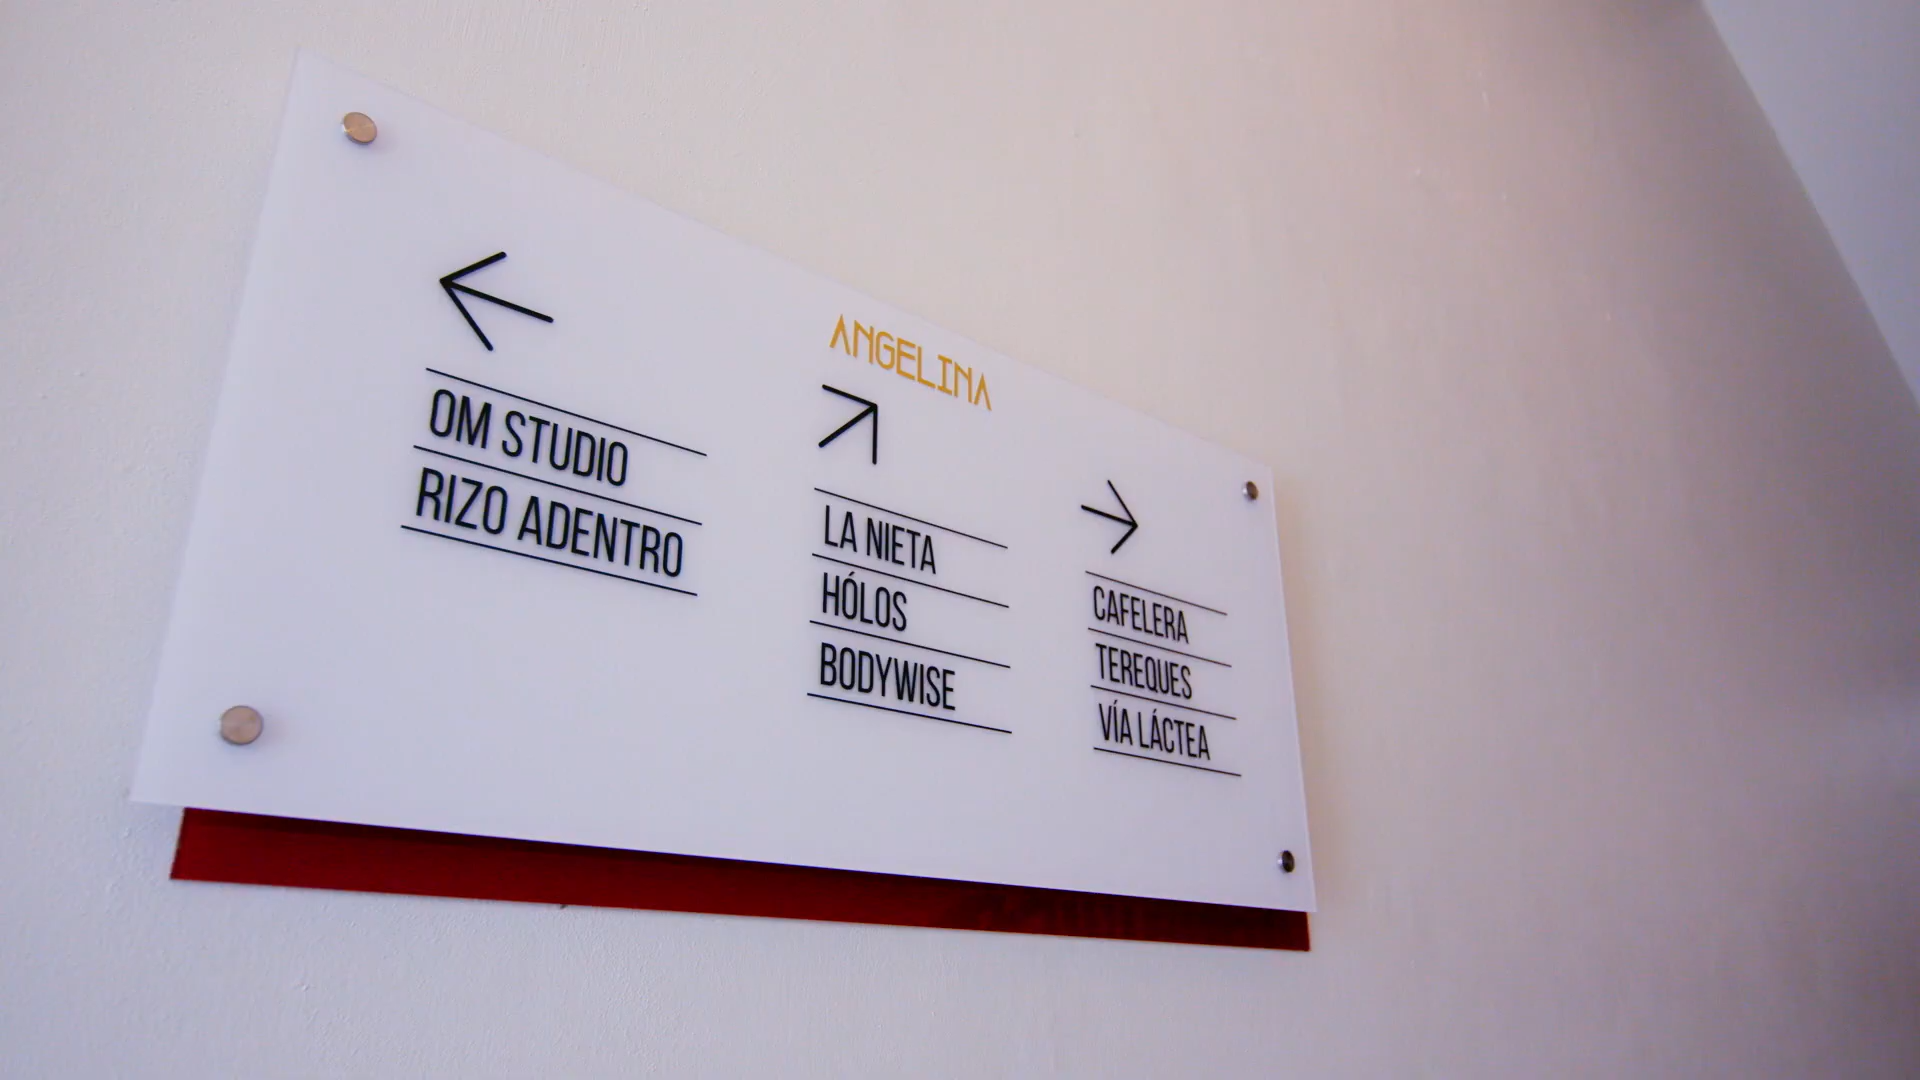 ANGELINA
OM STUDIO
RIZO ADENTRO
LA NIETA
HÓLOS
BODYWISE
CAFELERA
TEREQUES
VÍA LÁCTEA